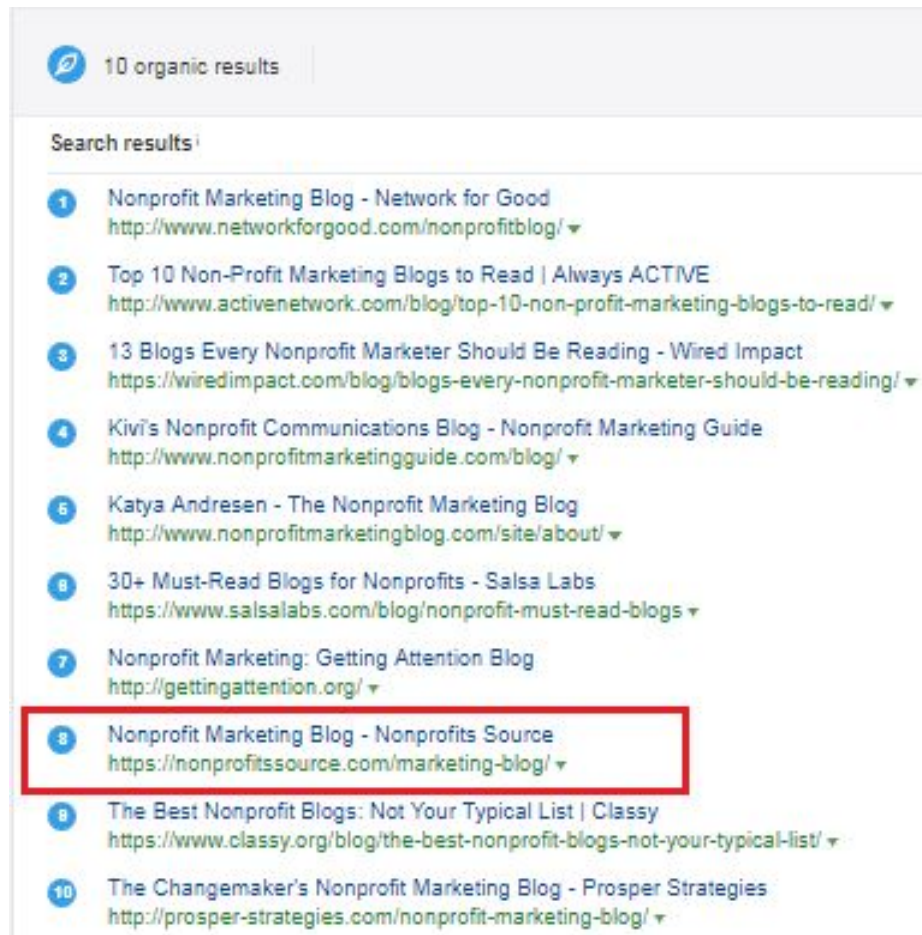 10 organic results
Search results i
1 Nonprofit Marketing Blog - Network for Good
http://www.networkforgood.com/nonprofitblog/
2 Top 10 Non-Profit Marketing Blogs to Read | Always ACTIVE
http://www.activenetwork.com/blog/top-10-non-profit-marketing-blogs-to-read/
3 13 Blogs Every Nonprofit Marketer Should Be Reading - Wired Impact
https://wiredimpact.com/blog/blogs-every-nonprofit-marketer-should-be-reading/
4 Kivi's Nonprofit Communications Blog - Nonprofit Marketing Guide
http://www.nonprofitmarketingguide.com/blog/
5 Katya Andresen - The Nonprofit Marketing Blog
http://www.nonprofitmarketingblog.com/site/about/
6 30+ Must-Read Blogs for Nonprofits - Salsa Labs
https://www.salsalabs.com/blog/nonprofit-must-read-blogs
7 Nonprofit Marketing: Getting Attention Blog
http://gettingattention.org/
8 Nonprofit Marketing Blog - Nonprofits Source
https://nonprofitssource.com/marketing-blog/
9 The Best Nonprofit Blogs: Not Your Typical List | Classy
https://www.classy.org/blog/the-best-nonprofit-blogs-not-your-typical-list/
10 The Changemaker's Nonprofit Marketing Blog - Prosper Strategies
http://prosper-strategies.com/nonprofit-marketing-blog/